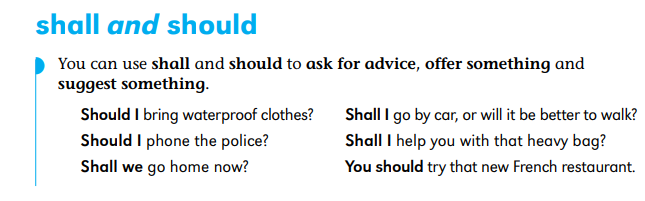 shall and should
You can use shall and should to ask for advice, offer something and
suggest something.
Should I bring waterproof clothes?
Should I phone the police?
Shall we go home now?
Shall I go by car, or will it be better to walk?
Shall I help you with that heavy bag?
You should try that new French restaurant.